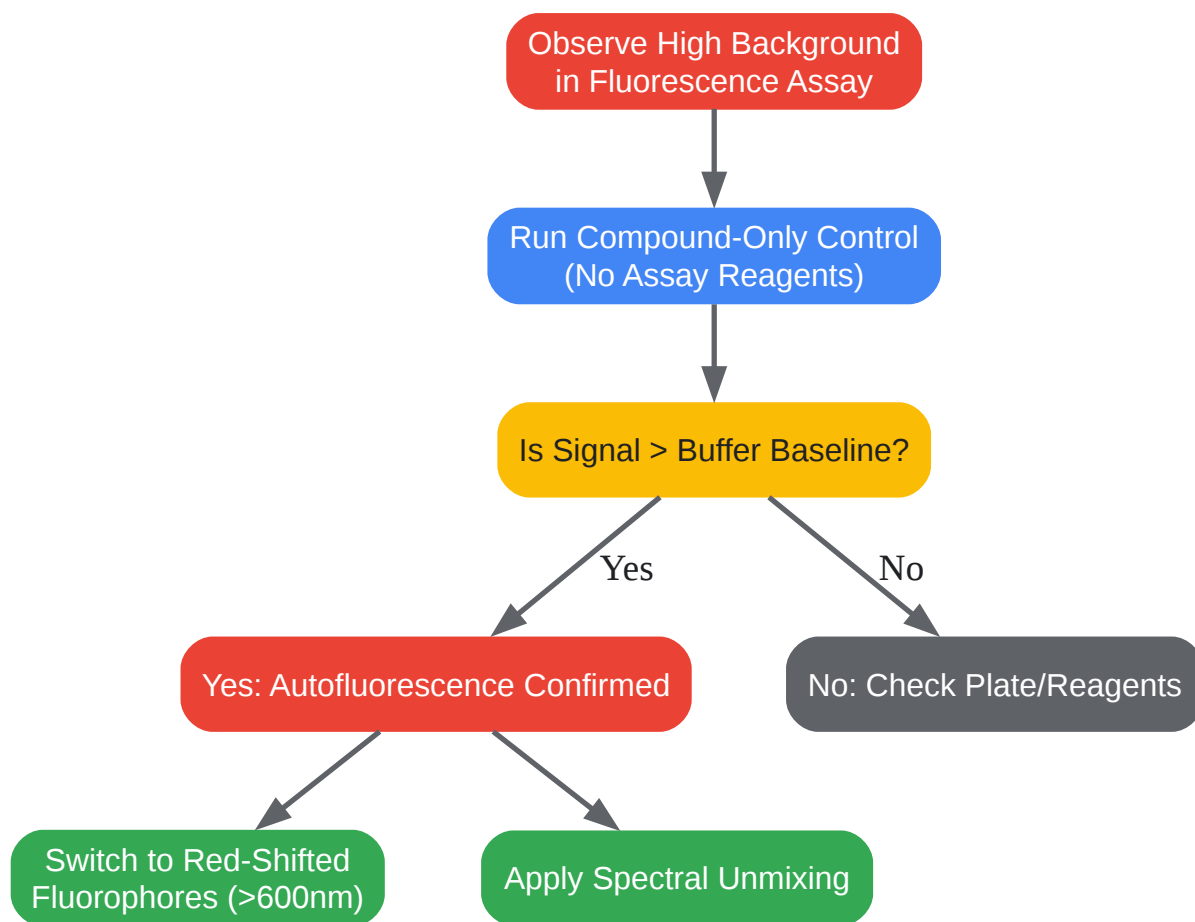 Observe High Background
in Fluorescence Assay
Run Compound-Only Control
(No Assay Reagents)
Is Signal > Buffer Baseline?
Yes
No
Yes: Autofluorescence Confirmed
No: Check Plate/Reagents
Switch to Red-Shifted
Fluorophores (>600nm)
Apply Spectral Unmixing